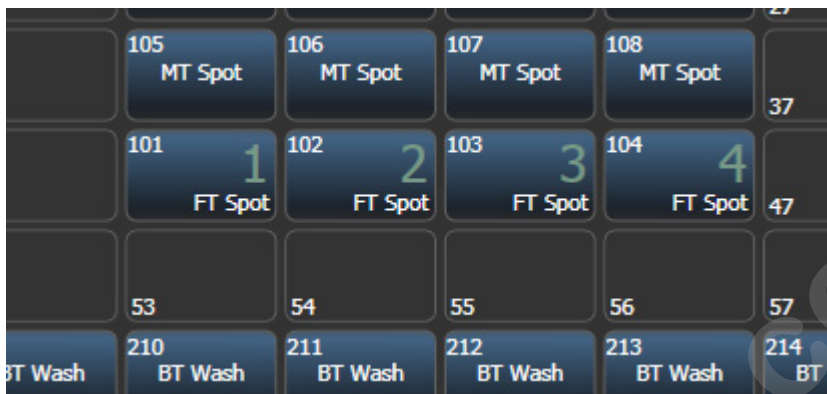 105 106 107 108
MT Spot MT Spot MT Spot MT Spot
37
101 1 102 2 103 3 104 4
FT Spot FT Spot FT Spot FT Spot 47
53 54 55 56 57
210 211 212 213 214
BT Wash BT Wash BT Wash BT Wash BT Wash BT